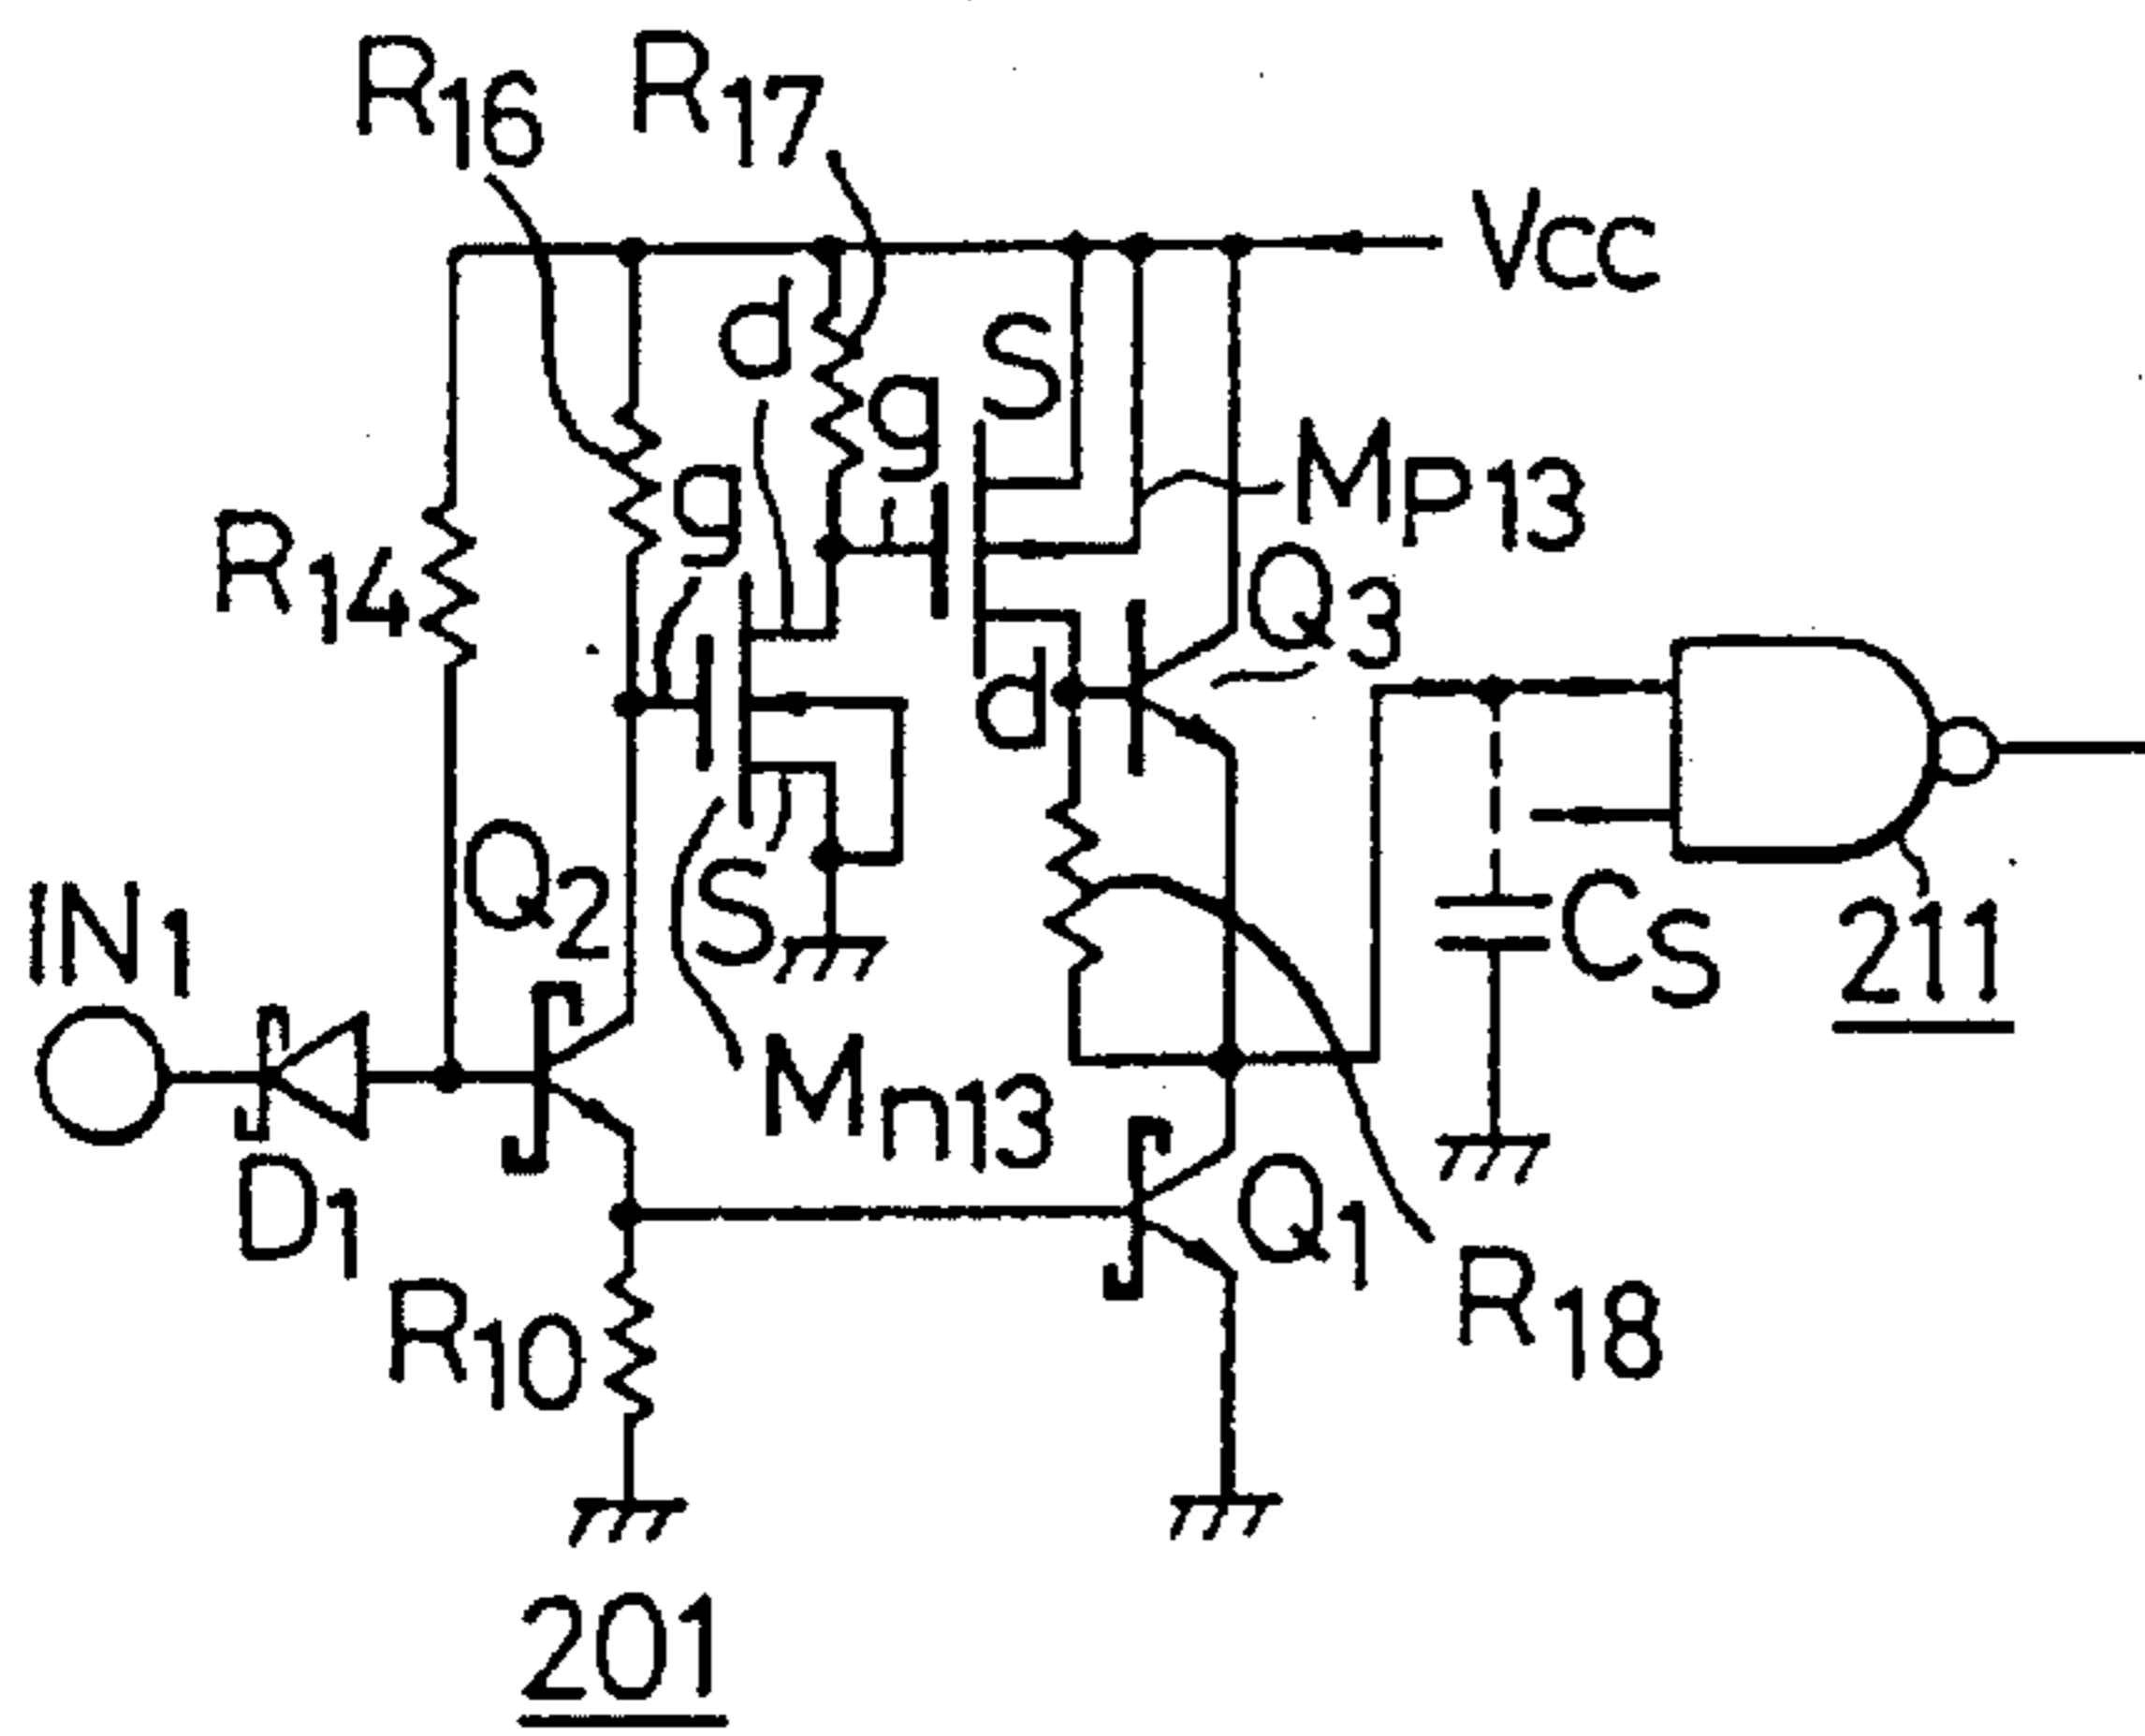 R16
R17
Vcc
d
S
g
MP13
g
R14
Q3
d
Q2
S
CS
211
IN1
Mn13
D1
Q1
R10
R18
201